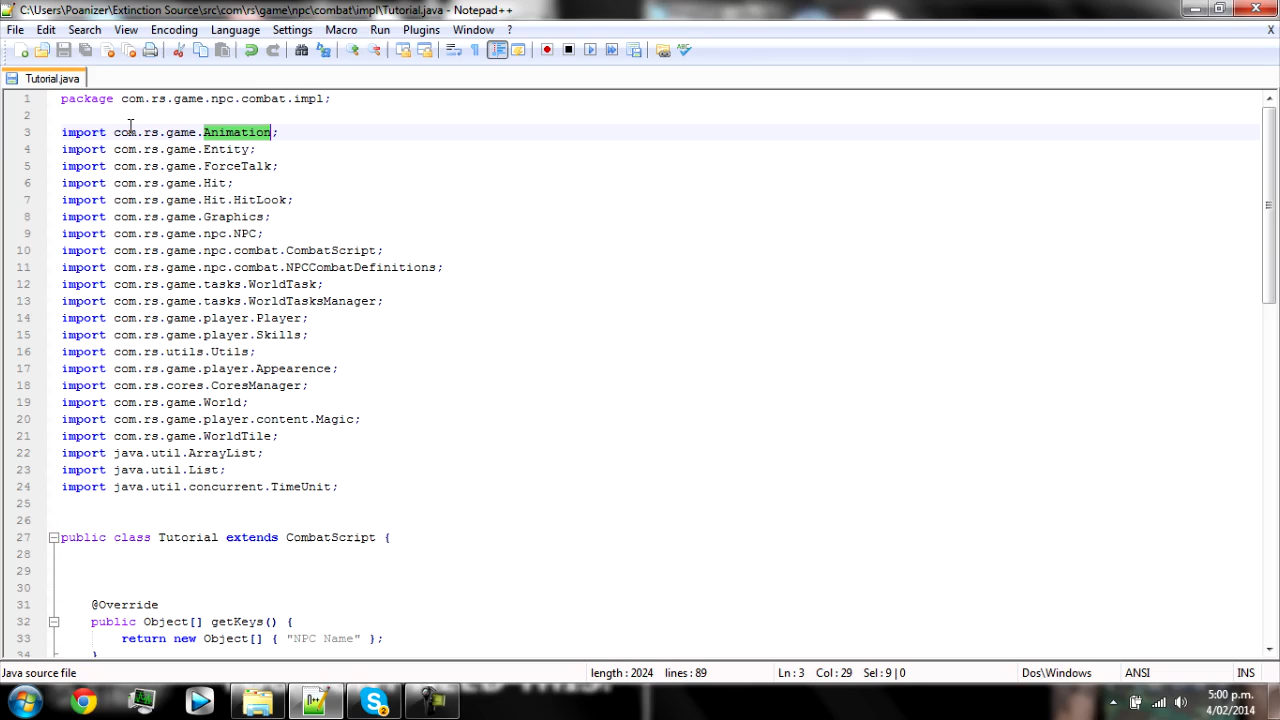 C:\Users\Poanizer\Extinction Source\src\com\rs\game\npc\combat\impl\Tutorial.java - Notepad++
File Edit Search View Encoding Language Settings Macro Run Plugins Window ? X
Tutorial.java
1 package com.rs.game.npc.combat.impl;
2
3 import com.rs.game.Animation;
4 import com.rs.game.Entity;
5 import com.rs.game.ForceTalk;
6 import com.rs.game.Hit;
7 import com.rs.game.Hit.HitLook;
8 import com.rs.game.Graphics;
9 import com.rs.game.npc.NPC;
10 import com.rs.game.npc.combat.CombatScript;
11 import com.rs.game.npc.combat.NPCCombatDefinitions;
12 import com.rs.game.tasks.WorldTask;
13 import com.rs.game.tasks.WorldTasksManager;
14 import com.rs.game.player.Player;
15 import com.rs.game.player.Skills;
16 import com.rs.utils.Utils;
17 import com.rs.game.player.Appearence;
18 import com.rs.cores.CoresManager;
19 import com.rs.game.World;
20 import com.rs.game.player.content.Magic;
21 import com.rs.game.WorldTile;
22 import java.util.ArrayList;
23 import java.util.List;
24 import java.util.concurrent.TimeUnit;
25
26
27 public class Tutorial extends CombatScript {
28
29
30
31 @Override
32 public Object[] getKeys() {
33 return new Object[] { "NPC Name" };
34 }
Java source file length : 2024 lines : 89 Ln : 3 Col : 29 Sel : 9 | 0 Dos\Windows ANSI INS
2
5:00 p.m.
4/02/2014